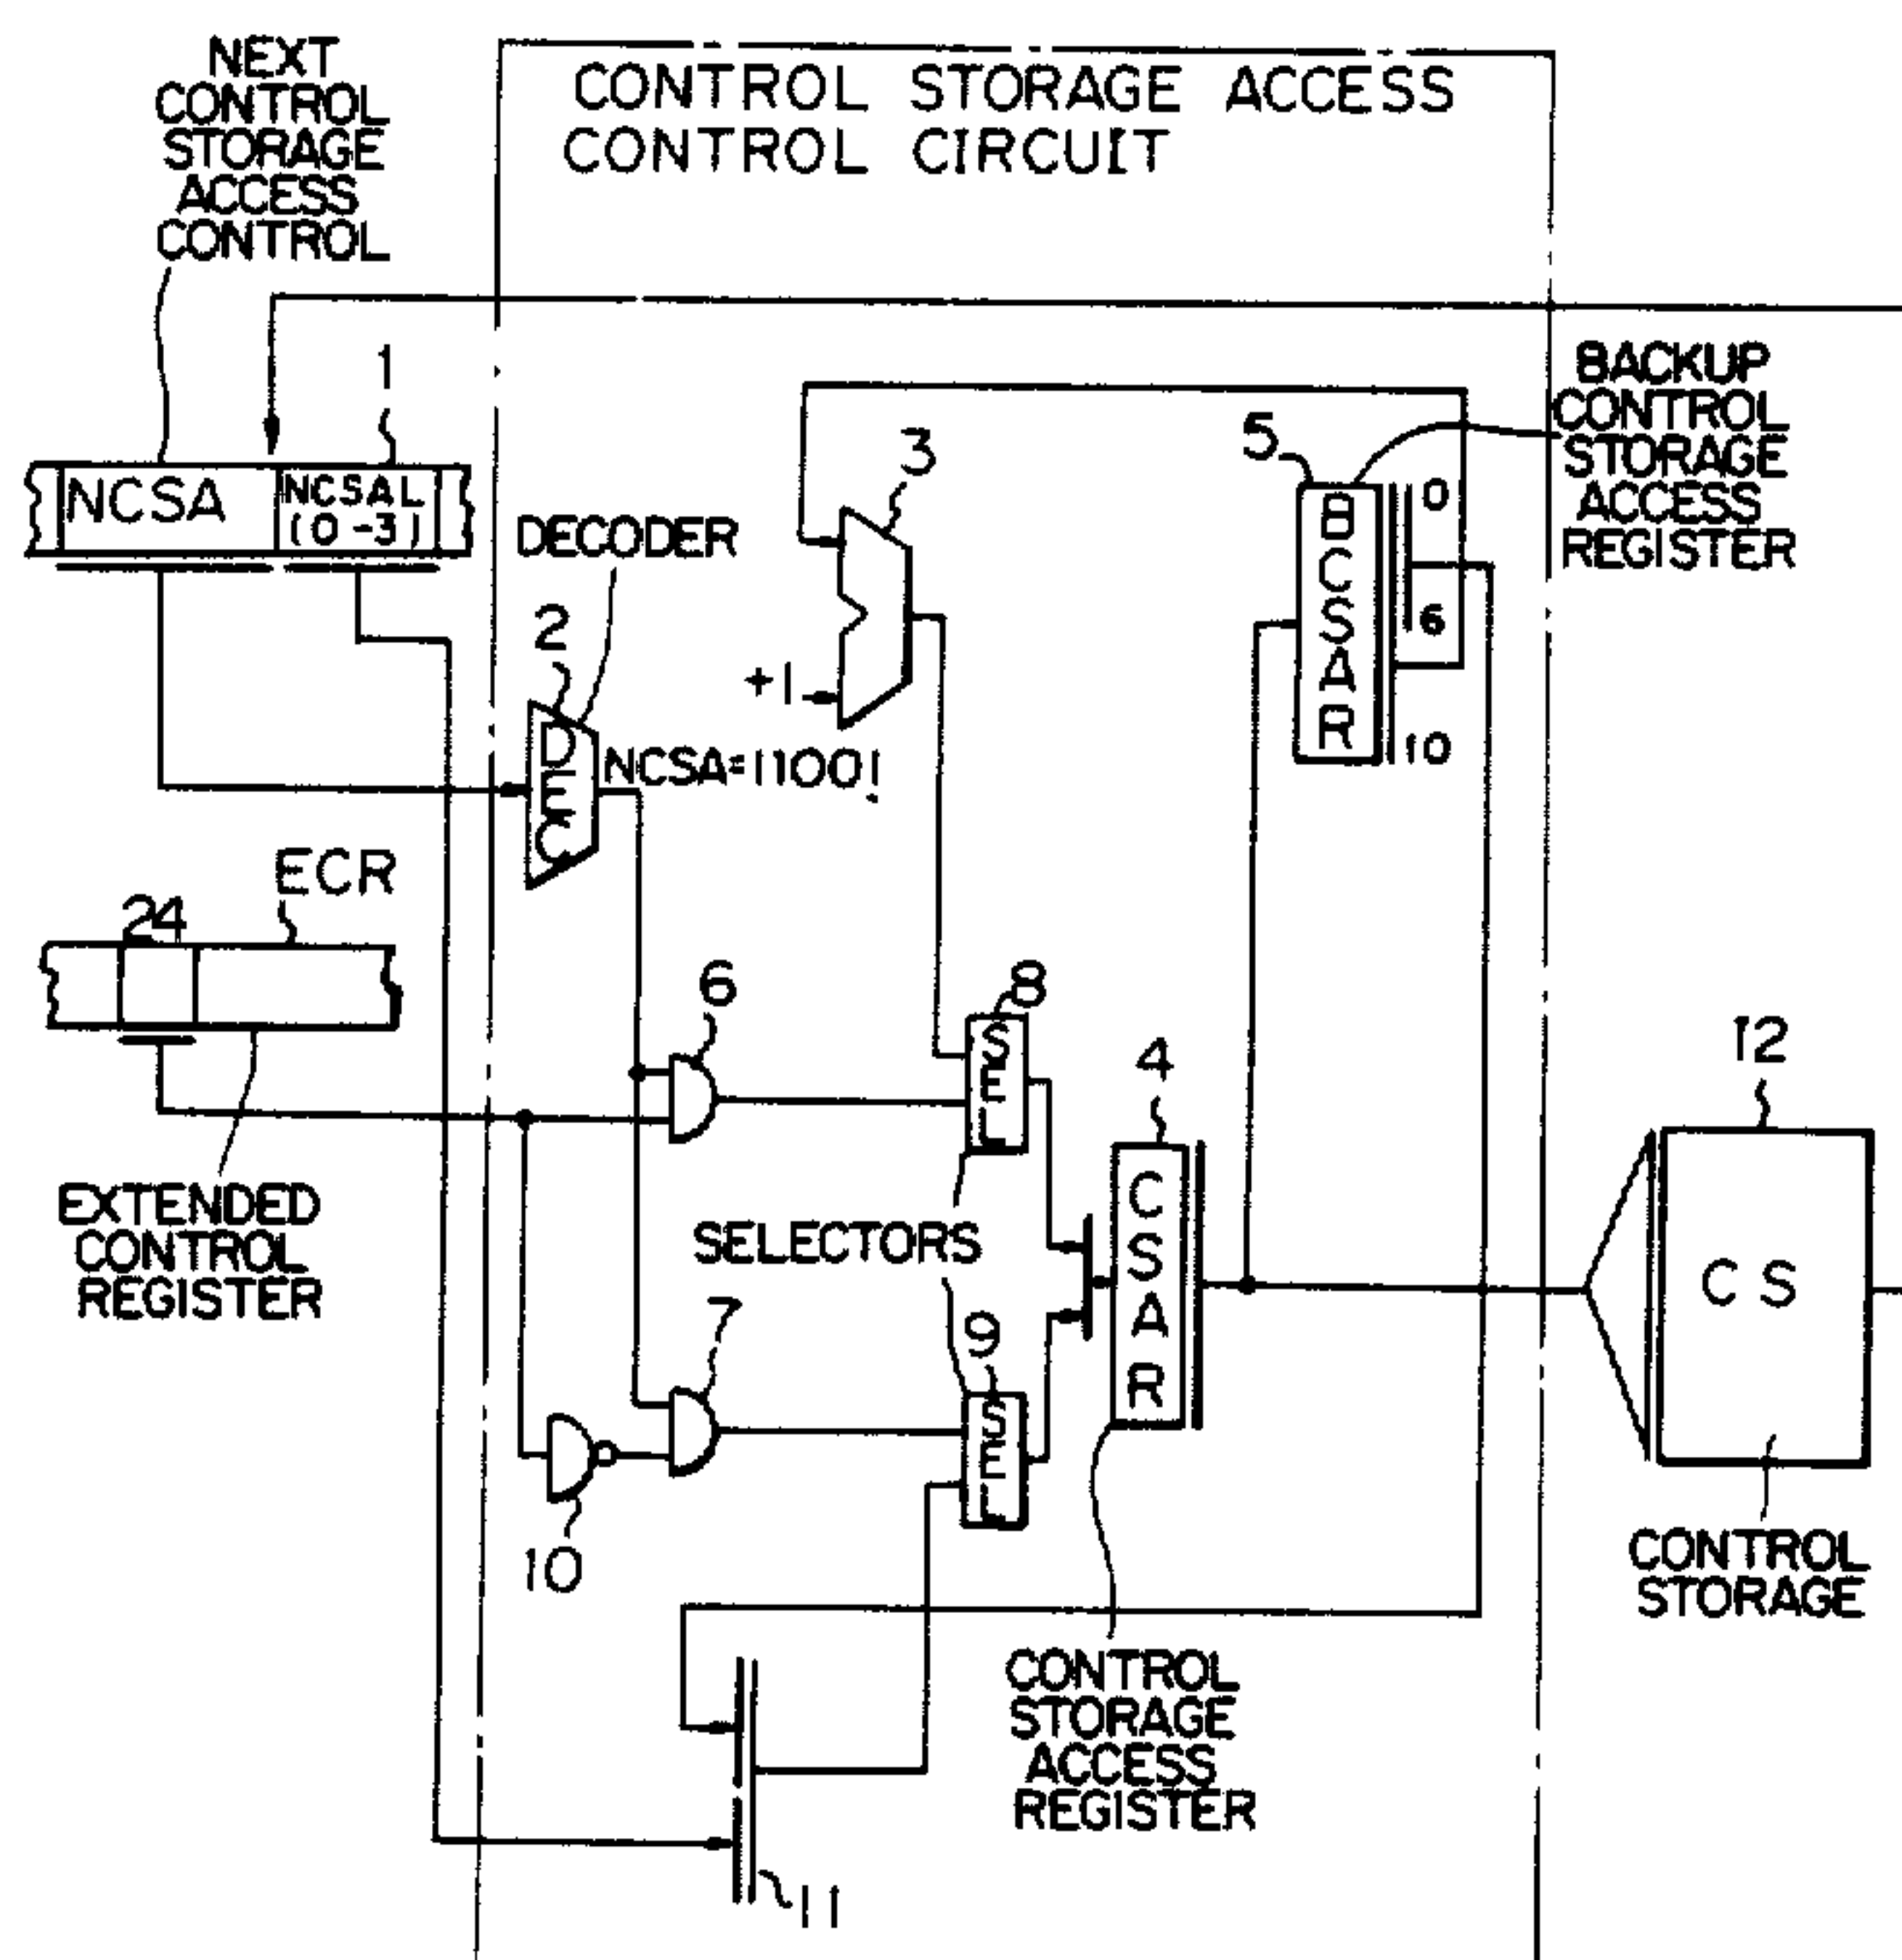 NEXT
CONTROL
STORAGE
ACCESS
CONTROL
CONTROL STORAGE ACCESS
CONTROL CIRCUIT
1
NCSA
NCSAL
(0-3)
DECODER
2
DEC
NCSA=11001
3
+1
5
BCSAR
0
6
10
BACKUP
CONTROL
STORAGE
ACCESS
REGISTER
ECR
24
EXTENDED
CONTROL
REGISTER
6
8
SEL
SELECTORS
4
CSAR
12
CS
CONTROL
STORAGE
7
9
SEL
10
CONTROL
STORAGE
ACCESS
REGISTER
11